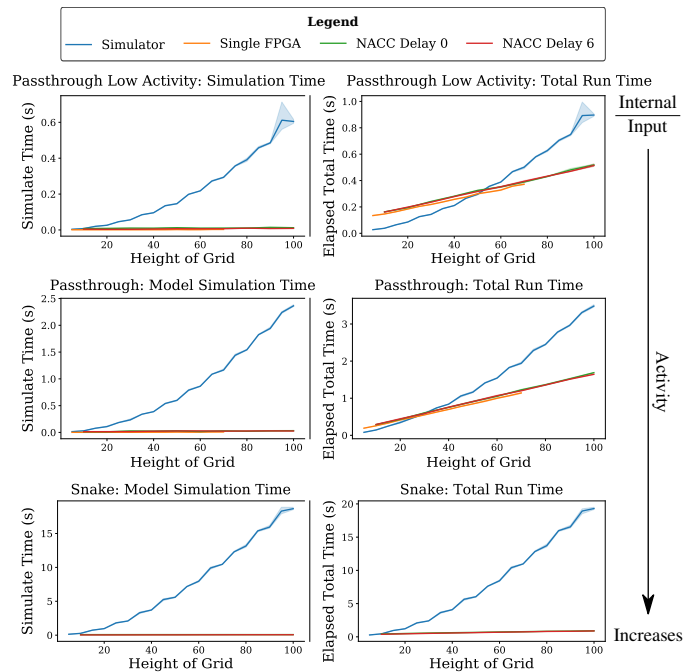 Legend
Simulator Single FPGA NACC Delay 0 NACC Delay 6
Passthrough Low Activity: Simulation Time
Simulate Time (s)
0.6
0.4
0.2
0.0
20 40 60 80 100
Height of Grid
Passthrough Low Activity: Total Run Time
Elapsed Total Time (s)
1.0
0.8
0.6
0.4
0.2
0.0
20 40 60 80 100
Height of Grid
Internal
Input
Passthrough: Model Simulation Time
Simulate Time (s)
2.5
2.0
1.5
1.0
0.5
0.0
20 40 60 80 100
Height of Grid
Passthrough: Total Run Time
Elapsed Total Time (s)
3
2
1
0
20 40 60 80 100
Height of Grid
Activity
Snake: Model Simulation Time
Simulate Time (s)
15
10
5
0
20 40 60 80 100
Height of Grid
Snake: Total Run Time
Elapsed Total Time (s)
20
15
10
5
0
20 40 60 80 100
Height of Grid
Increases